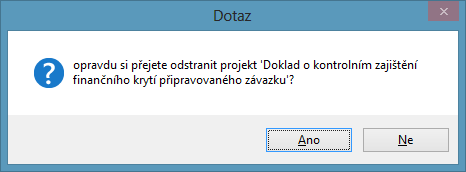 Dotaz
opravdu si přejete odstranit projekt 'Doklad o kontrolním zajištění
finančního krytí připravovaného závazku'?
Ano
Ne